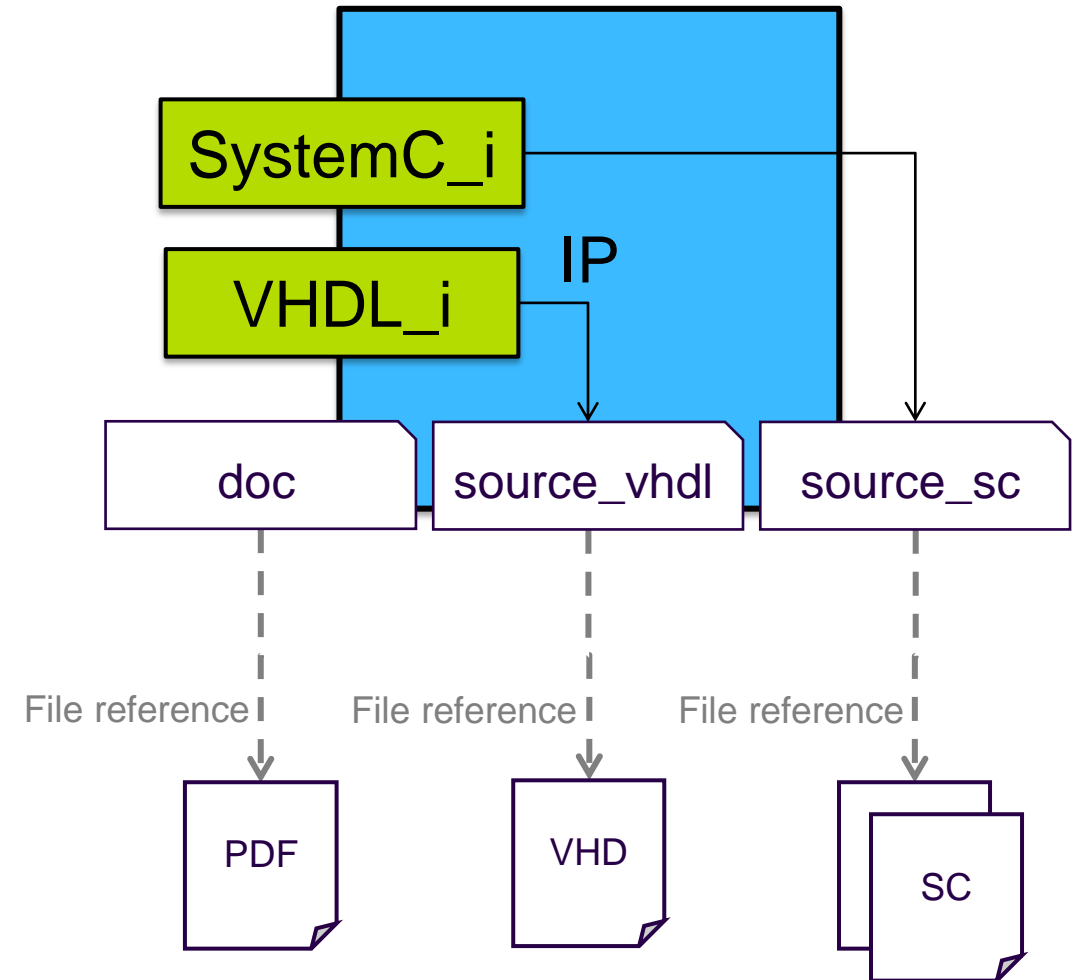 SystemC_i
IP
VHDL_i
doc
source_vhdl
source_sc
File reference
File reference
File reference
PDF
VHD
SC